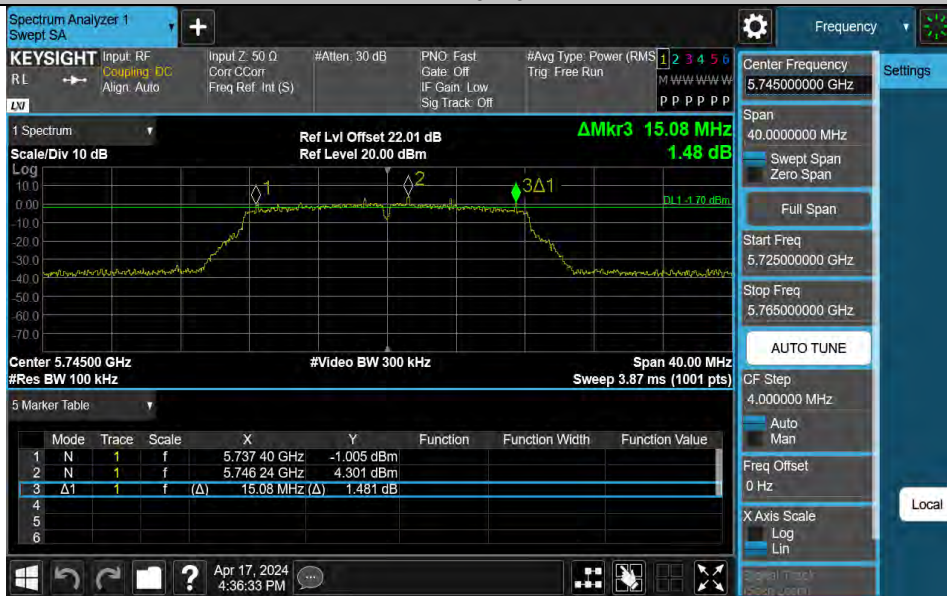 Spectrum Analyzer 1
Swept SA
+
Frequency
KEYSIGHT
RL
LXI
Input: RF
Coupling: DC
Align: Auto
Input Z: 50 Ω
Corr CCorr
Freq Ref: Int (S)
#Atten: 30 dB
PNO: Fast
Gate: Off
IF Gain: Low
Sig Track: Off
#Avg Type: Power (RMS
Trig: Free Run
1 2 3 4 5 6
M W W W W W
P P P P P P
1 Spectrum
Scale/Div 10 dB
Ref Lvl Offset 22.01 dB
Ref Level 20.00 dBm
ΔMkr3 15.08 MHz
1.48 dB
Log
10.0
0.00
-10.0
-20.0
-30.0
-40.0
-50.0
-60.0
-70.0
1
2
3Δ1
DL1 -1.70 dBm
Center 5.74500 GHz
#Res BW 100 kHz
#Video BW 300 kHz
Span 40.00 MHz
Sweep 3.87 ms (1001 pts)
5 Marker Table
Mode Trace Scale X Y Function Function Width Function Value
1 N 1 f 5.737 40 GHz -1.005 dBm
2 N 1 f 5.746 24 GHz 4.301 dBm
3 Δ1 1 f (Δ) 15.08 MHz (Δ) 1.481 dB
4
5
6
?
Apr 17, 2024
4:36:33 PM
Center Frequency
5.745000000 GHz
Span
40.0000000 MHz
Swept Span
Zero Span
Full Span
Start Freq
5.725000000 GHz
Stop Freq
5.765000000 GHz
AUTO TUNE
CF Step
4.000000 MHz
Auto
Man
Freq Offset
0 Hz
X Axis Scale
Log
Lin
Signal Track
Settings
Local